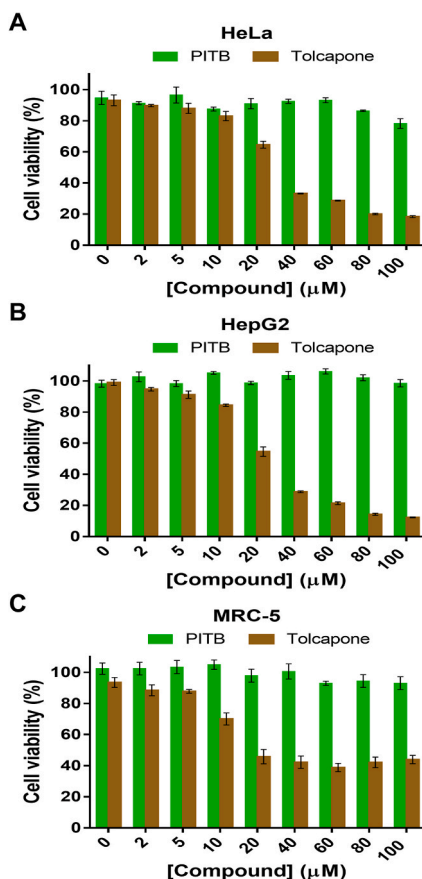 A
HeLa
PITB Tolcapone
Cell viability (%)
100
80
60
40
20
0
0 2 5 10 20 40 60 80 100
[Compound] (μM)
B
HepG2
PITB Tolcapone
Cell viability (%)
100
80
60
40
20
0
0 2 5 10 20 40 60 80 100
[Compound] (μM)
C
MRC-5
PITB Tolcapone
Cell viability (%)
100
80
60
40
20
0
0 2 5 10 20 40 60 80 100
[Compound] (μM)